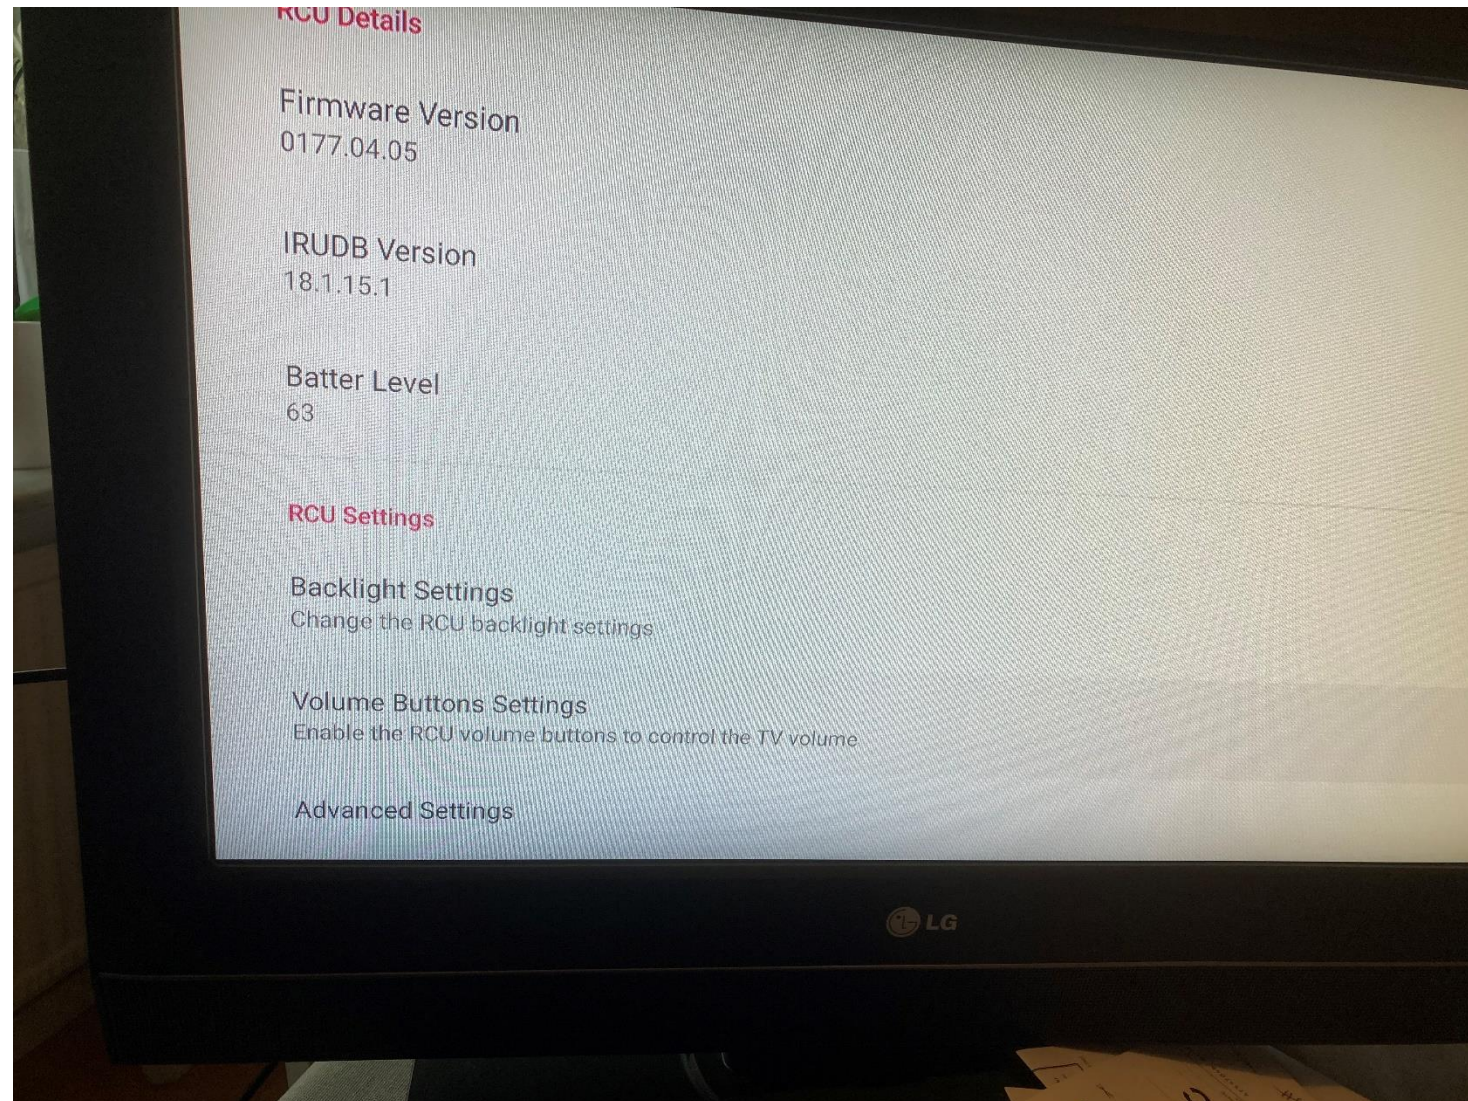 RCU Details
Firmware Version
0177.04.05
IRUDB Version
18.1.15.1
Batter Level
63
RCU Settings
Backlight Settings
Change the RCU backlight settings
Volume Buttons Settings
Enable the RCU volume buttons to control the TV volume
Advanced Settings
LG